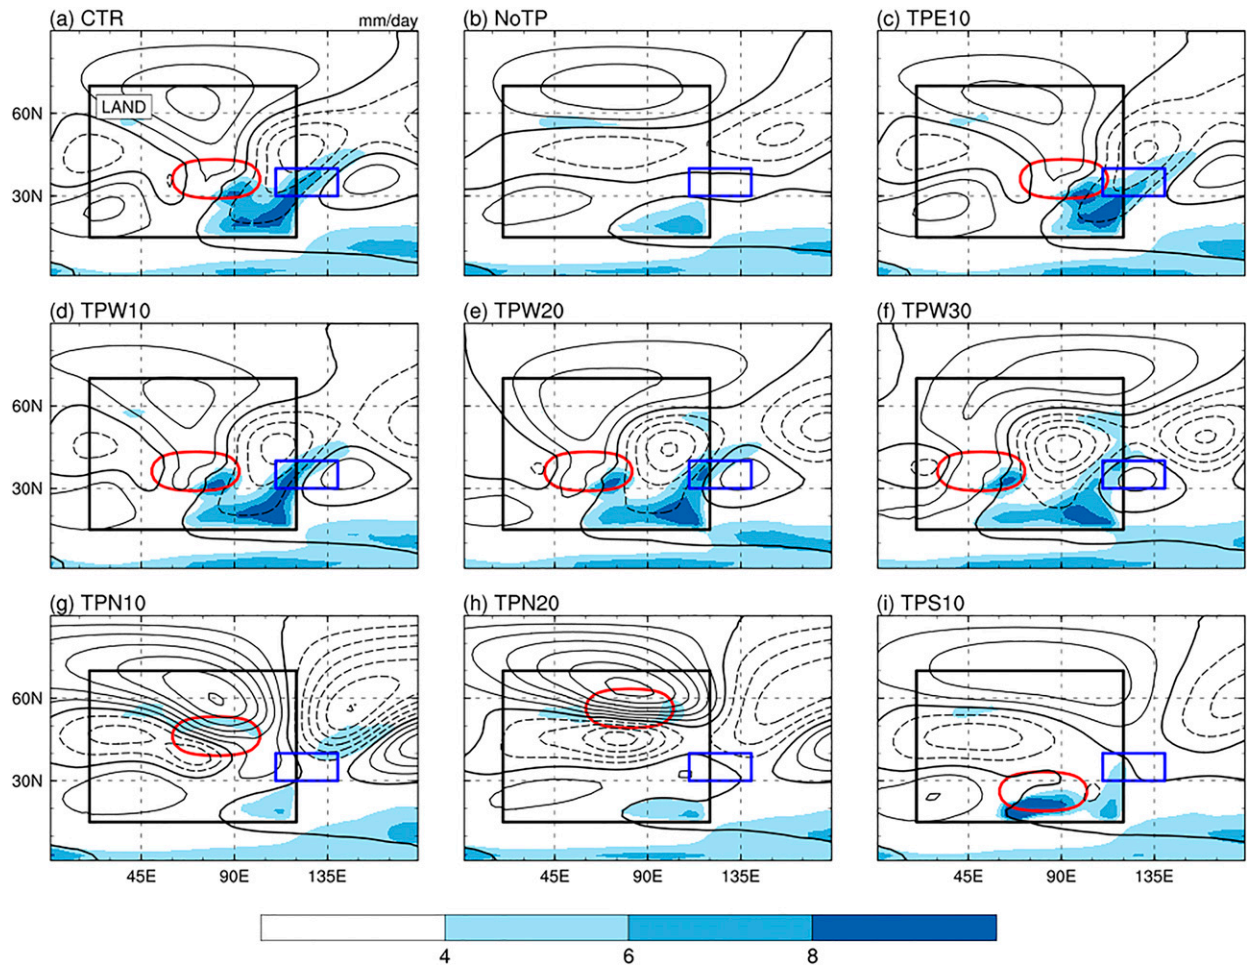 (a) CTR mm/day (b) NoTP (c) TPE10
60N LAND
30N
(d) TPW10 (e) TPW20 (f) TPW30
60N
30N
(g) TPN10 (h) TPN20 (i) TPS10
60N
30N
45E 90E 135E 45E 90E 135E 45E 90E 135E
4 6 8